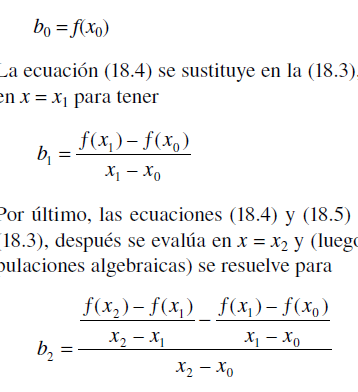 b₀ = f(x₀)
La ecuación (18.4) se sustituye en la (18.3),
en x = x₁ para tener
b₁ = (f(x₁) – f(x₀)) / (x₁ – x₀)
Por último, las ecuaciones (18.4) y (18.5)
(18.3), después se evalúa en x = x₂ y (luego
pulaciones algebraicas) se resuelve para
b₂ = ((f(x₂) – f(x₁)) / (x₂ – x₁) – (f(x₁) – f(x₀)) / (x₁ – x₀)) / (x₂ – x₀)